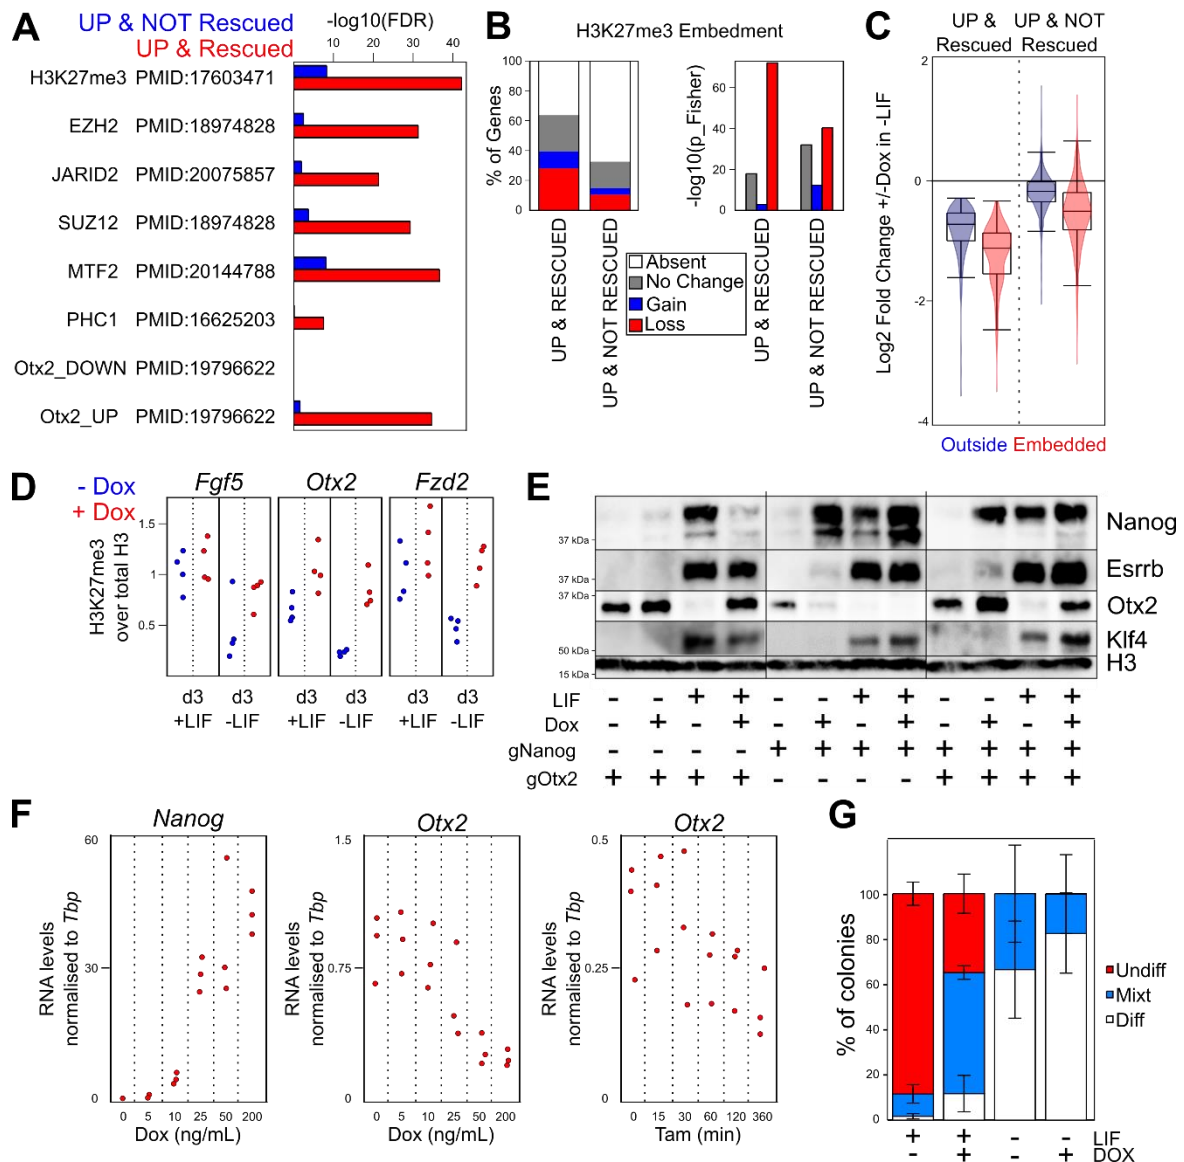 A
UP & NOT Rescued
UP & Rescued
-log10(FDR)
10 20 30 40
H3K27me3 PMID:17603471
EZH2 PMID:18974828
JARID2 PMID:20075857
SUZ12 PMID:18974828
MTF2 PMID:20144788
PHC1 PMID:16625203
Otx2_DOWN PMID:19796622
Otx2_UP PMID:19796622
B
H3K27me3 Embedment
% of Genes
100
80
60
40
20
0
UP & RESCUED
UP & NOT RESCUED
-log10(p_Fisher)
60
40
20
0
UP & RESCUED
UP & NOT RESCUED
Absent
No Change
Gain
Loss
C
UP & Rescued
UP & NOT Rescued
Log2 Fold Change +/-Dox in -LIF
2
0
-2
-4
Outside Embedded
D
- Dox
+ Dox
Fgf5 Otx2 Fzd2
H3K27me3 over total H3
1.5
1
0.5
d3 d3 d3 d3 d3 d3
+LIF -LIF +LIF -LIF +LIF -LIF
E
37 kDa
37 kDa
37 kDa
50 kDa
15 kDa
Nanog
Esrrb
Otx2
Klf4
H3
LIF - - + + - - + + - - + +
Dox - + - + - + - + - + - +
gNanog - - - - + + + + + + + +
gOtx2 + + + + - - - - + + + +
F
Nanog
RNA levels normalised to Tbp
60
30
0
0 5 10 25 50 200
Dox (ng/mL)
Otx2
RNA levels normalised to Tbp
1.5
0.75
0
0 5 10 25 50 200
Dox (ng/mL)
Otx2
RNA levels normalised to Tbp
0.5
0.25
0
0 15 30 60 120 360
Tam (min)
G
% of colonies
100
80
60
40
20
0
Undiff
Mixt
Diff
+ + - - LIF
- + - + DOX